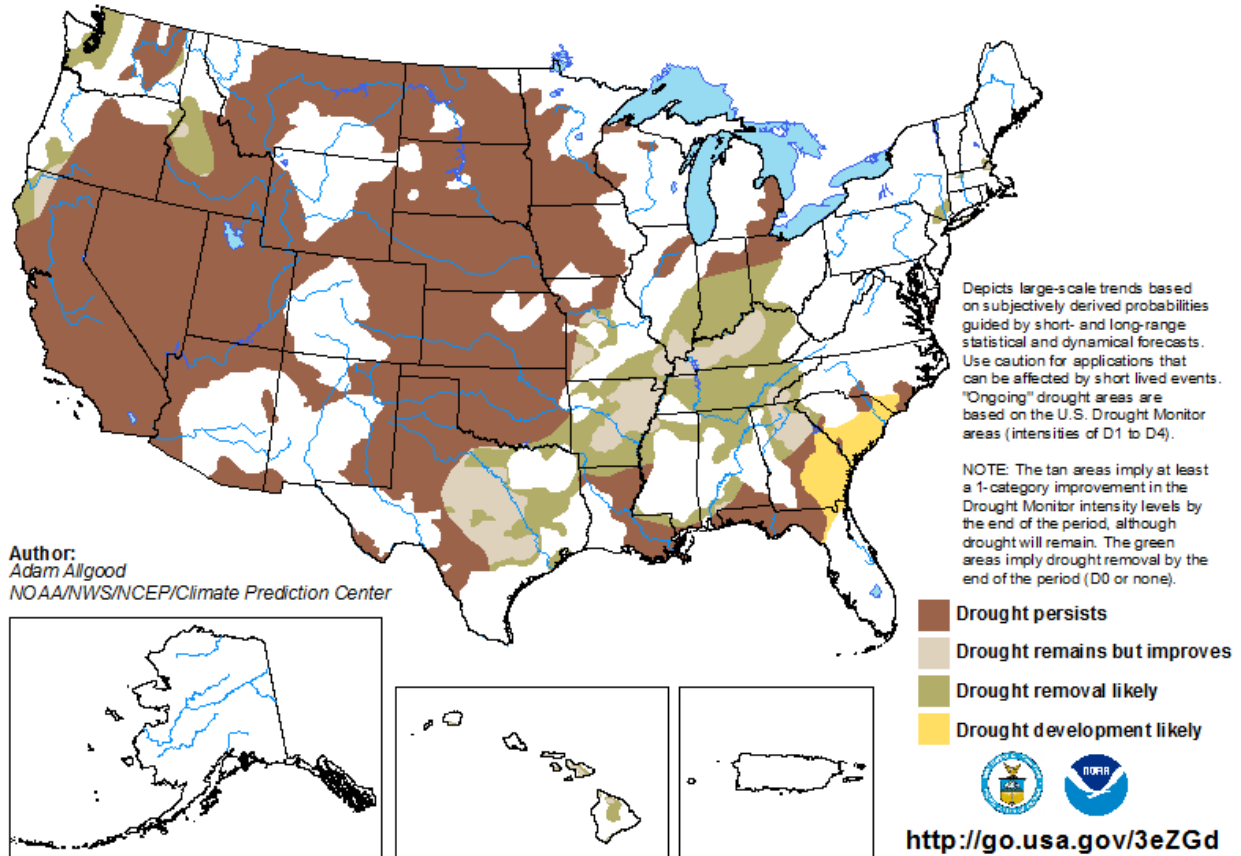 Depicts large-scale trends based
on subjectively derived probabilities
guided by short- and long-range
statistical and dynamical forecasts.
Use caution for applications that
can be affected by short lived events.
"Ongoing" drought areas are
based on the U.S. Drought Monitor
areas (intensities of D1 to D4).
NOTE: The tan areas imply at least
a 1-category improvement in the
Drought Monitor intensity levels by
the end of the period, although
drought will remain. The green
areas imply drought removal by the
end of the period (D0 or none).
Author:
Adam Allgood
NOAA/NWS/NCEP/Climate Prediction Center
Drought persists
Drought remains but improves
Drought removal likely
Drought development likely
NOAA
http://go.usa.gov/3eZGd